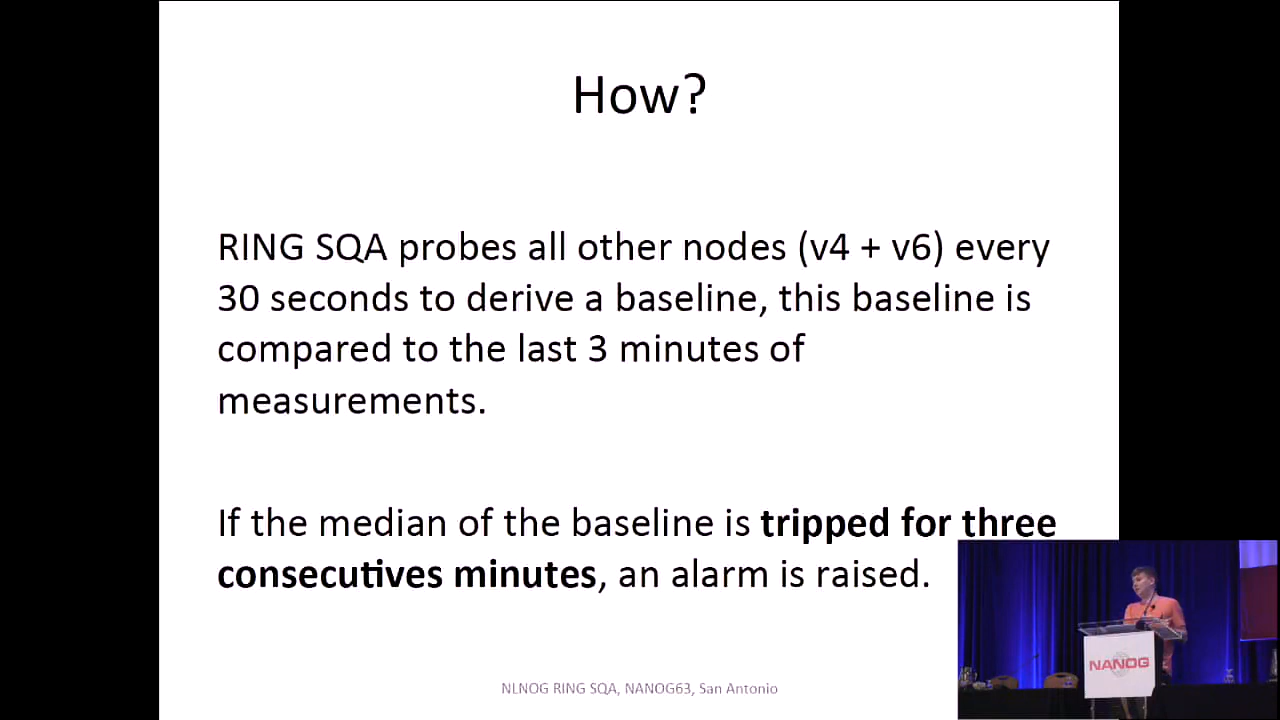 How?
RING SQA probes all other nodes (v4 + v6) every
30 seconds to derive a baseline, this baseline is
compared to the last 3 minutes of
measurements.
If the median of the baseline is tripped for three
consecutives minutes, an alarm is raised.
NLNOG RING SQA, NANOG63, San Antonio
NANOG